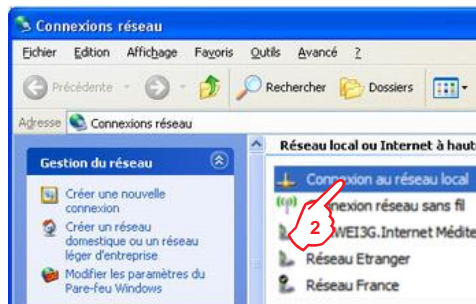 Connexions réseau
Fichier Edition Affichage Favoris Outils Avancé ?
Précédente Rechercher Dossiers
Adresse Connexions réseau
Gestion du réseau
Créer une nouvelle
connexion
Créer un réseau
domestique ou un réseau
léger d'entreprise
Modifier les paramètres du
Pare-feu Windows
Réseau local ou Internet à haut
Connexion au réseau local
nexion réseau sans fil
WEI3G.Internet Médite
Réseau Etranger
Réseau France
2